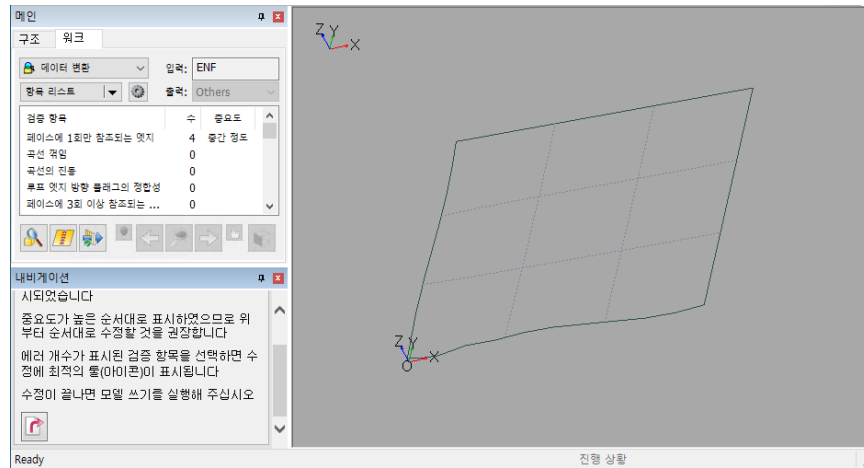 메인
구조 워크
데이터 변환 입력: ENF
항목 리스트 출력: Others
검증 항목 수 중요도
페이스에 1회만 참조되는 엣지 4 중간 정도
곡선 꺾임 0
곡선의 진동 0
루프 엣지 방향 플래그의 정합성 0
페이스에 3회 이상 참조되는 ... 0
내비게이션
시되었습니다
중요도가 높은 순서대로 표시하였으므로 위
부터 순서대로 수정할 것을 권장합니다
에러 개수가 표시된 검증 항목을 선택하면 수
정에 최적의 툴(아이콘)이 표시됩니다
수정이 끝나면 모델 쓰기를 실행해 주십시오
Z Y X
Z Y X
O
Ready 진행 상황